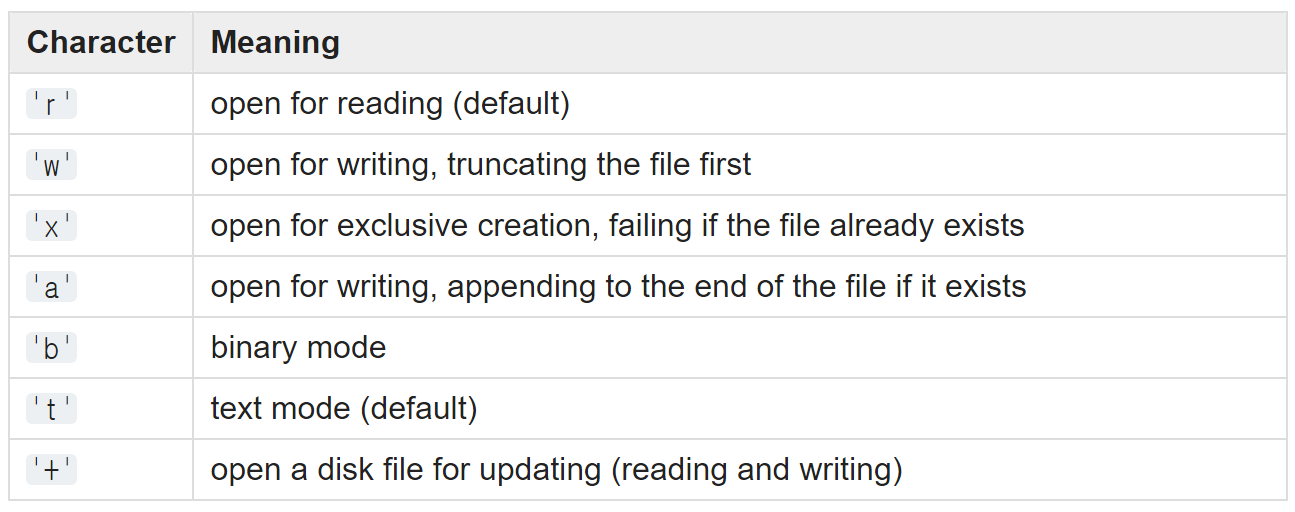 Character Meaning
'r' open for reading (default)
'w' open for writing, truncating the file first
'x' open for exclusive creation, failing if the file already exists
'a' open for writing, appending to the end of the file if it exists
'b' binary mode
't' text mode (default)
'+' open a disk file for updating (reading and writing)